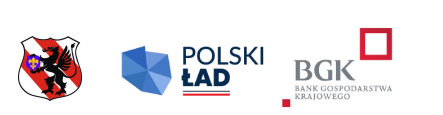 POLSKI
ŁAD
BGK
BANK GOSPODARSTWA
KRAJOWEGO